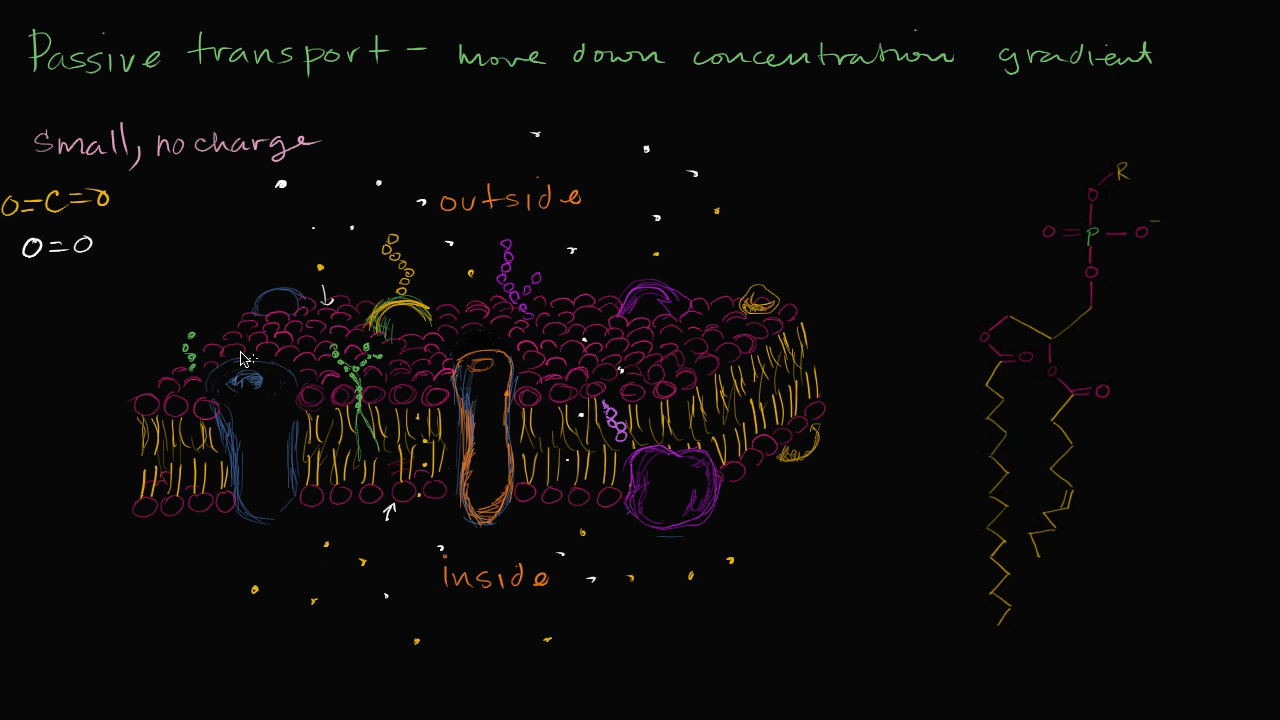 Passive transport - move down concentration gradient
small, no charge
O=C=O
O=O
outside
inside
R
O
O=P-O⁻
O
O
O
O
O